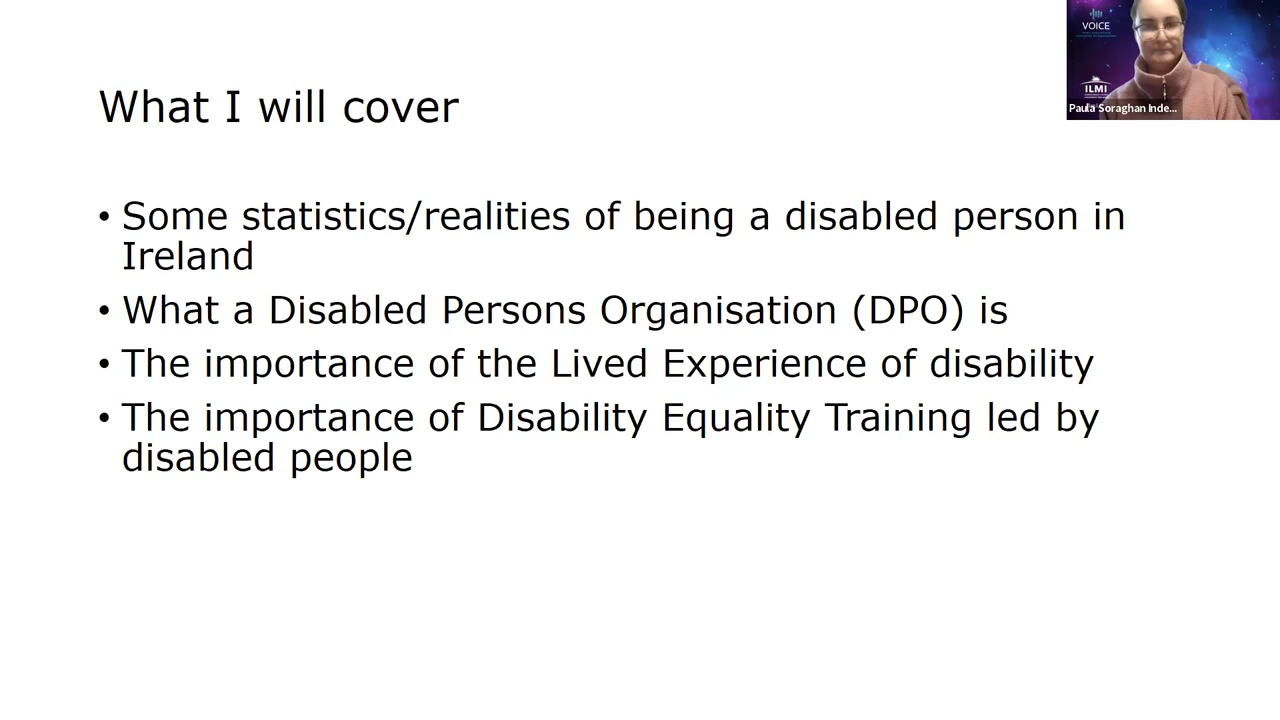 What I will cover
• Some statistics/realities of being a disabled person in
Ireland
• What a Disabled Persons Organisation (DPO) is
• The importance of the Lived Experience of disability
• The importance of Disability Equality Training led by
disabled people
VOICE
ILMI
Paula Soraghan Inde...